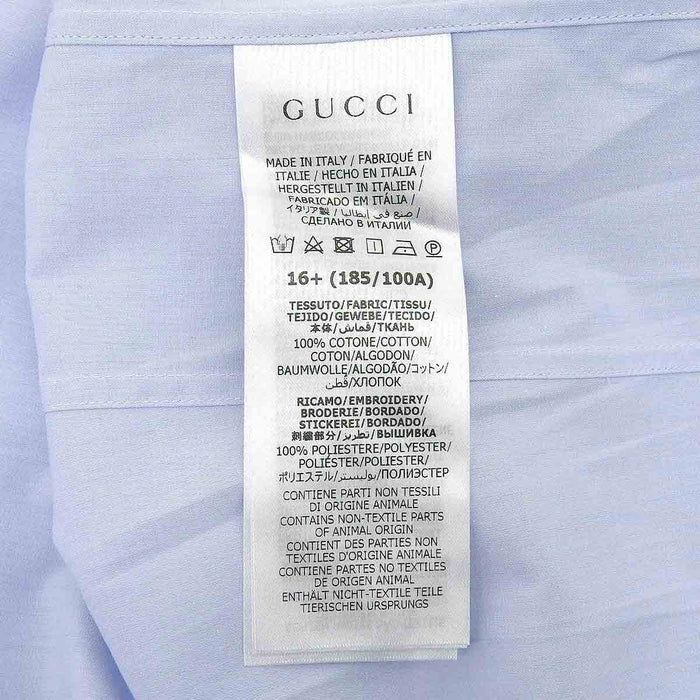 GUCCI
MADE IN ITALY / FABRIQUÉ EN
ITALIE / HECHO EN ITALIA /
HERGESTELLT IN ITALIEN /
FABRICADO EM ITÁLIA /
イタリア製 / صنع في إيطاليا /
СДЕЛАНО В ИТАЛИИ
P
16+ (185/100A)
TESSUTO/FABRIC/TISSU/
TEJIDO/GEWEBE/TECIDO/
本体/قماش/ТКАНЬ
100% COTONE/COTTON/
COTON/ALGODON/
BAUMWOLLE/ALGODÃO/コットン/
قطن/ХЛОПОК
RICAMO/EMBROIDERY/
BRODERIE/BORDADO/
STICKEREI/BORDADO/
刺繍部分/تطريز/ВЫШИВКА
100% POLIESTERE/POLYESTER/
POLIÉSTER/POLIESTER/
ポリエステル/بوليستر/ПОЛИЭСТЕР
CONTIENE PARTI NON TESSILI
DI ORIGINE ANIMALE
CONTAINS NON-TEXTILE PARTS
OF ANIMAL ORIGIN
CONTIENT DES PARTIES NON
TEXTILES D'ORIGINE ANIMALE
CONTIENE PARTES NO TEXTILES
DE ORIGEN ANIMAL
ENTHÄLT NICHT-TEXTILE TEILE
TIERISCHEN URSPRUNGS